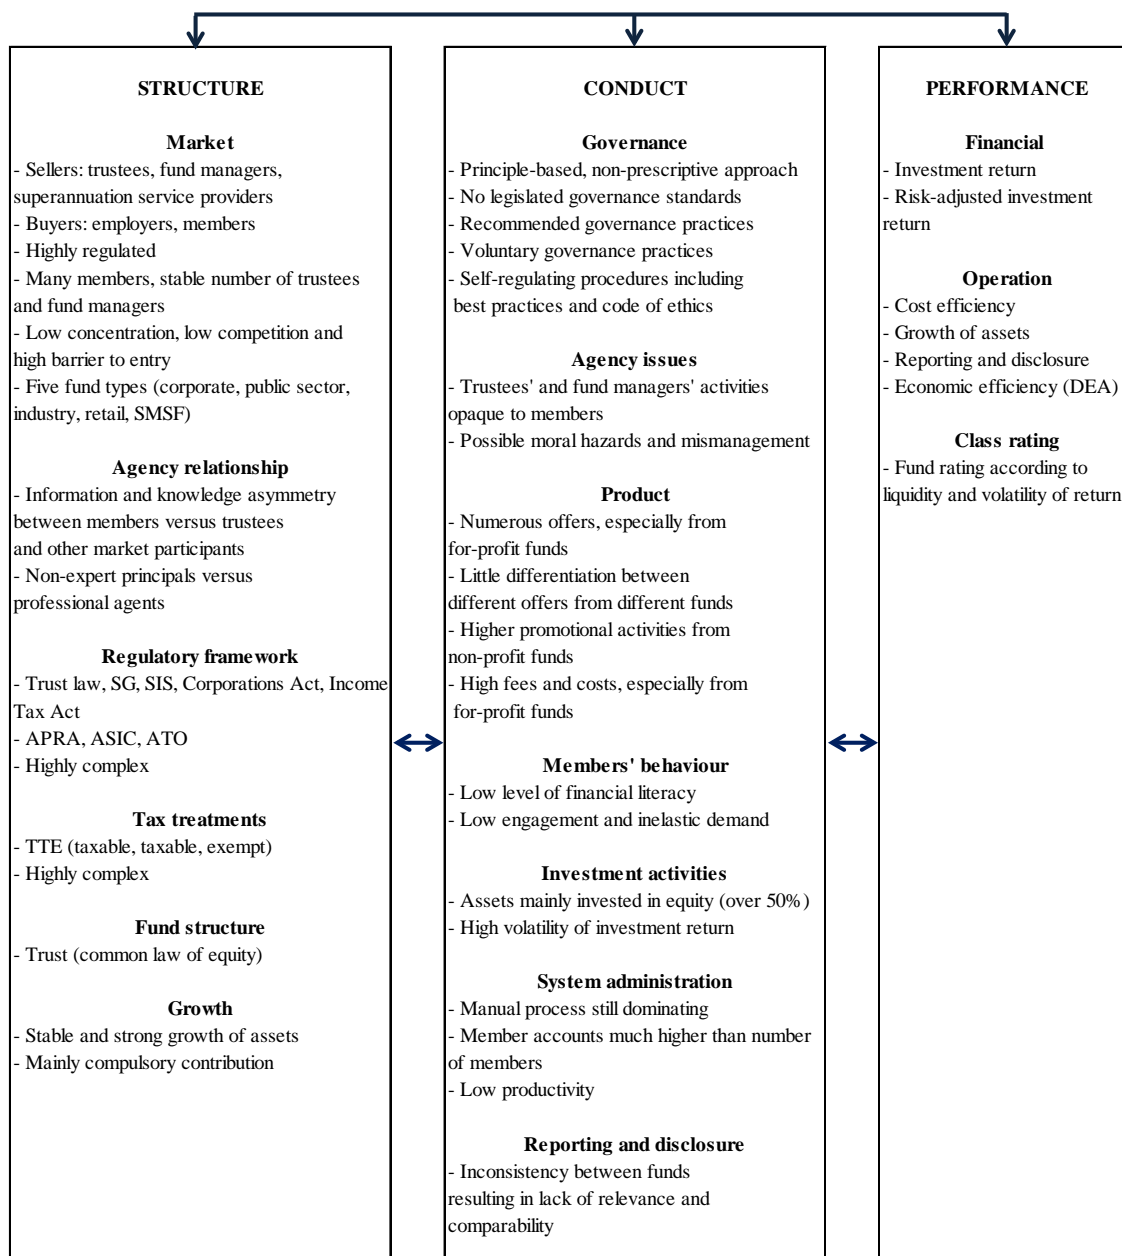 STRUCTURE
Market
- Sellers: trustees, fund managers,
superannuation service providers
- Buyers: employers, members
- Highly regulated
- Many members, stable number of trustees
and fund managers
- Low concentration, low competition and
high barrier to entry
- Five fund types (corporate, public sector,
industry, retail, SMSF)
Agency relationship
- Information and knowledge asymmetry
between members versus trustees
and other market participants
- Non-expert principals versus
professional agents
Regulatory framework
- Trust law, SG, SIS, Corporations Act, Income
Tax Act
- APRA, ASIC, ATO
- Highly complex
Tax treatments
- TTE (taxable, taxable, exempt)
- Highly complex
Fund structure
- Trust (common law of equity)
Growth
- Stable and strong growth of assets
- Mainly compulsory contribution
CONDUCT
Governance
- Principle-based, non-prescriptive approach
- No legislated governance standards
- Recommended governance practices
- Voluntary governance practices
- Self-regulating procedures including
best practices and code of ethics
Agency issues
- Trustees' and fund managers' activities
opaque to members
- Possible moral hazards and mismanagement
Product
- Numerous offers, especially from
for-profit funds
- Little differentiation between
different offers from different funds
- Higher promotional activities from
non-profit funds
- High fees and costs, especially from
for-profit funds
Members' behaviour
- Low level of financial literacy
- Low engagement and inelastic demand
Investment activities
- Assets mainly invested in equity (over 50%)
- High volatility of investment return
System administration
- Manual process still dominating
- Member accounts much higher than number
of members
- Low productivity
Reporting and disclosure
- Inconsistency between funds
resulting in lack of relevance and
comparability
PERFORMANCE
Financial
- Investment return
- Risk-adjusted investment
return
Operation
- Cost efficiency
- Growth of assets
- Reporting and disclosure
- Economic efficiency (DEA)
Class rating
- Fund rating according to
liquidity and volatility of return